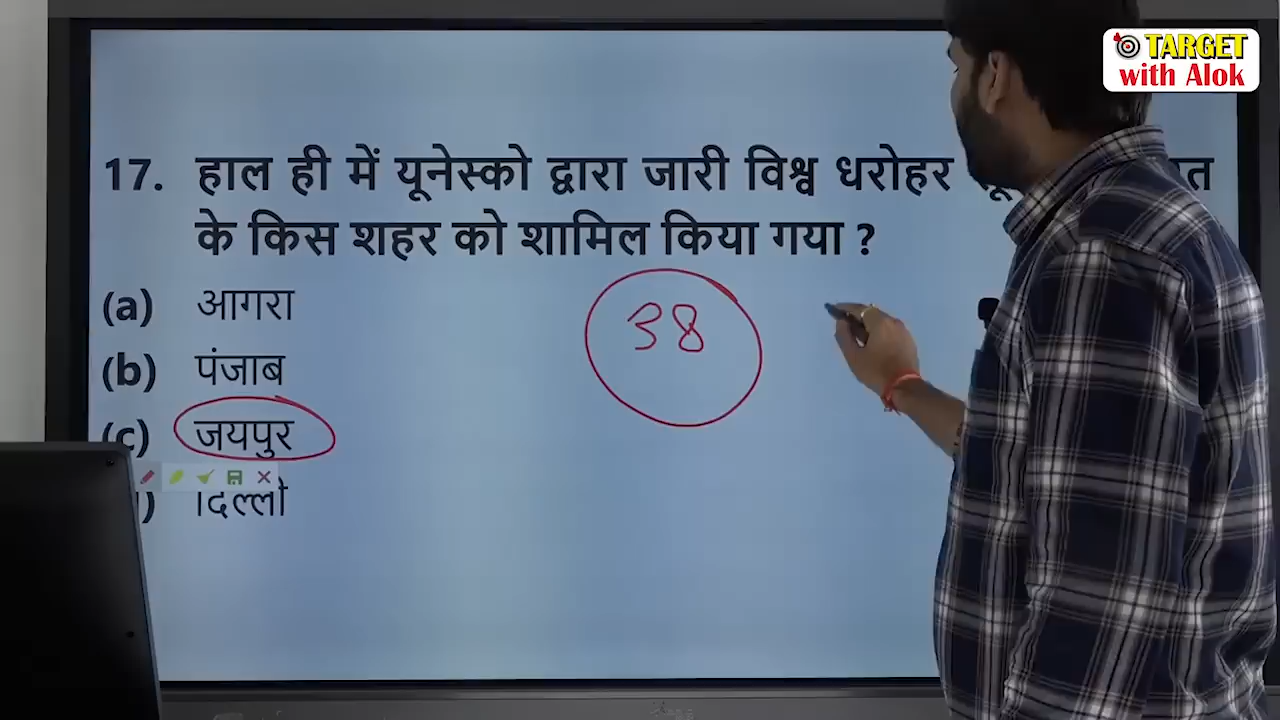 TARGET
with Alok
17. हाल ही में यूनेस्को द्वारा जारी विश्व धरोहर
के किस शहर को शामिल किया गया ?
(a) आगरा
(b) पंजाब
(c) जयपुर
दिल्ली
38